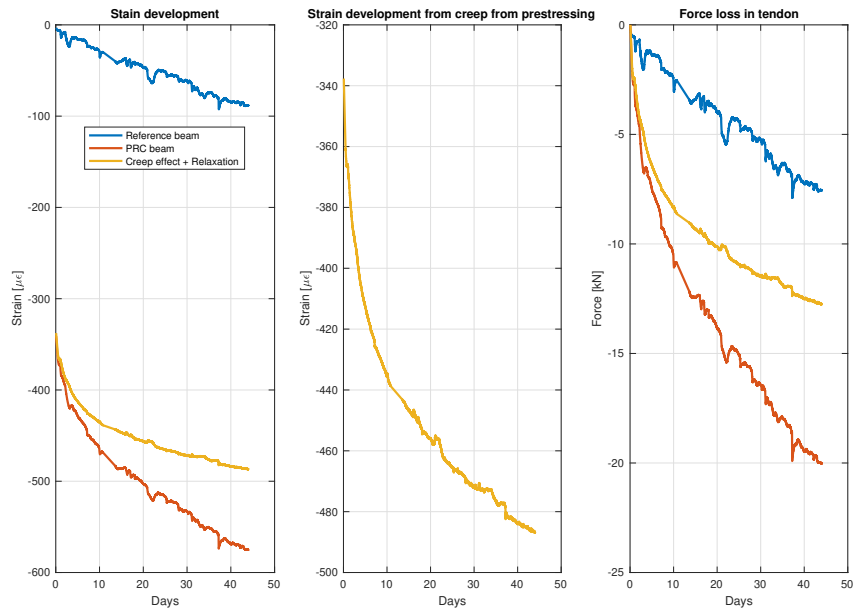 Stain development
0
-100
-200
-300
-400
-500
-600
Strain [με]
0 10 20 30 40 50
Days
Reference beam
PRC beam
Creep effect + Relaxation
Strain development from creep from prestressing
-320
-340
-360
-380
-400
-420
-440
-460
-480
-500
Strain [με]
0 10 20 30 40 50
Days
Force loss in tendon
0
-5
-10
-15
-20
-25
Force [kN]
0 10 20 30 40 50
Days